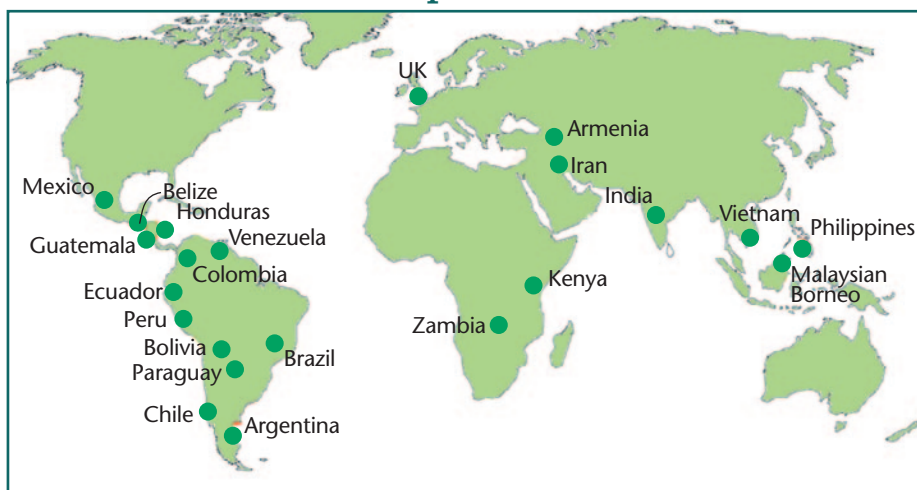 UK
Armenia
Iran
Mexico
Belize
Honduras
India
Vietnam
Philippines
Guatemala
Venezuela
Colombia
Ecuador
Kenya
Malaysian
Borneo
Peru
Zambia
Bolivia
Brazil
Paraguay
Chile
Argentina